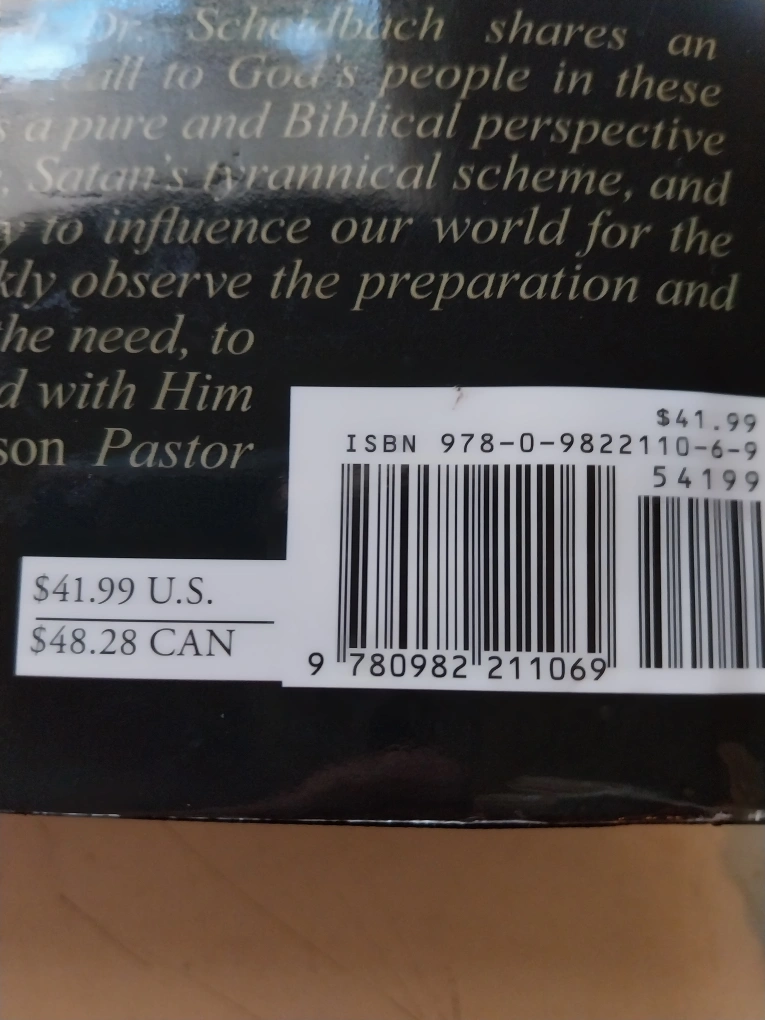 Dr. Scheldbach shares an
call to God's people in these
a pure and Biblical perspective
Satan's tyrannical scheme, and
to influence our world for the
observe the preparation and
the need, to
with Him
Pastor
$41.99
ISBN 978-0-9822110-6-9
54199
$41.99 U.S.
$48.28 CAN
9 780982 211069